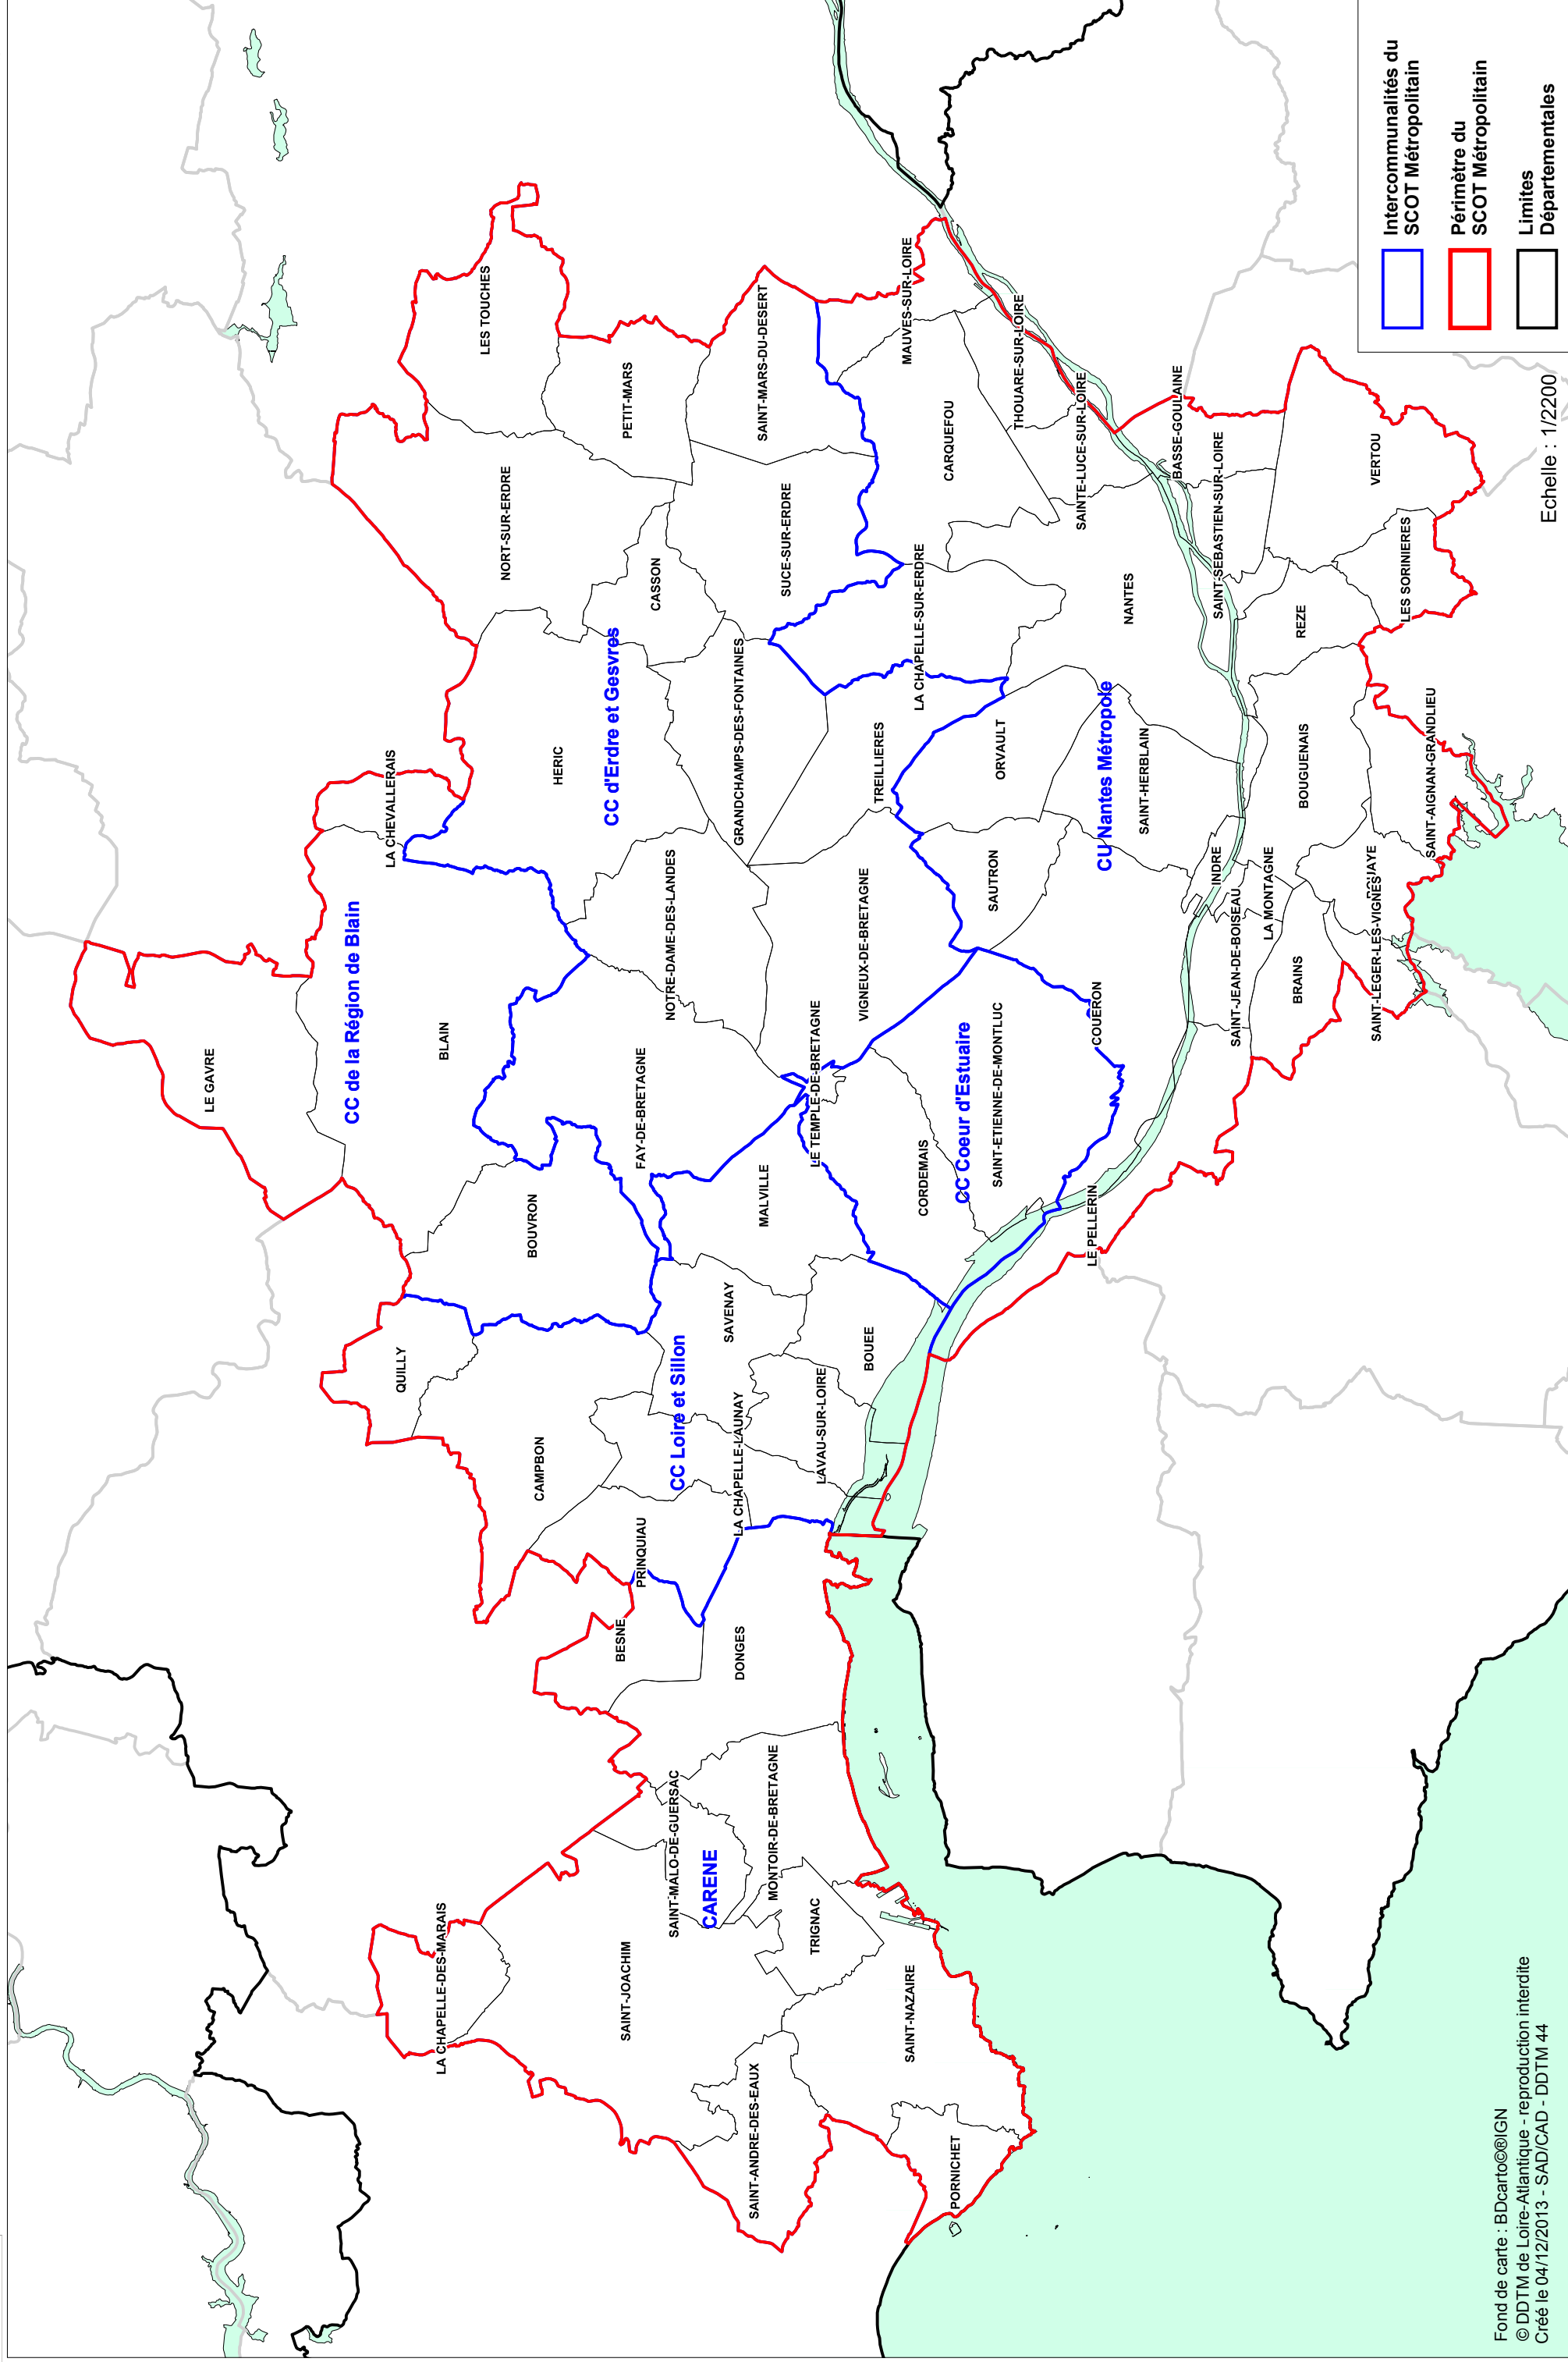 LA CHAPELLE-DES-MARAIS
SAINT-JOACHIM
SAINT-ANDRE-DES-EAUX
SAINT-MALO-DE-GUERSAC
CARENE
MONTOIR-DE-BRETAGNE
TRIGNAC
SAINT-NAZAIRE
PORNICHET
BESNE
DONGES
PRINQUIAU
QUILLY
CAMPBON
CC Loire et Sillon
LA CHAPELLE-LAUNAY
SAVENAY
LAVAU-SUR-LOIRE
BOUEE
BOUVRON
MALVILLE
LE GAVRE
CC de la Région de Blain
BLAIN
LA CHEVALLERAIS
FAY-DE-BRETAGNE
LE TEMPLE-DE-BRETAGNE
CORDEMAIS
CC Coeur d'Estuaire
SAINT-ETIENNE-DE-MONTLUC
LE PELLERIN
COUERON
NOTRE-DAME-DES-LANDES
VIGNEUX-DE-BRETAGNE
HERIC
CC d'Erdre et Gesvres
GRANDCHAMPS-DES-FONTAINES
TREILLIERES
SAUTRON
ORVAULT
CU Nantes Métropole
SAINT-HERBLAIN
INDRE
SAINT-JEAN-DE-BOISEAU
LA MONTAGNE
BRAINS
SAINT-LEGER-LES-VIGNES
BOUGUENAIS
SAINT-AIGNAN-GRANDLIEU
NORT-SUR-ERDRE
CASSON
SUCE-SUR-ERDRE
LA CHAPELLE-SUR-ERDRE
NANTES
REZE
LES SORINIERES
LES TOUCHES
PETIT-MARS
SAINT-MARS-DU-DESERT
CARQUEFOU
MAUVES-SUR-LOIRE
THOUARE-SUR-LOIRE
SAINTE-LUCE-SUR-LOIRE
BASSE-GOULAINE
SAINT-SEBASTIEN-SUR-LOIRE
VERTOU
Intercommunalités du
SCOT Métropolitain
Périmètre du
SCOT Métropolitain
Limites
Départementales
Echelle : 1/2200
Fond de carte : BDcarto©®IGN
© DDTM de Loire-Atlantique - reproduction interdite
Créé le 04/12/2013 - SAD/CAD - DDTM 44